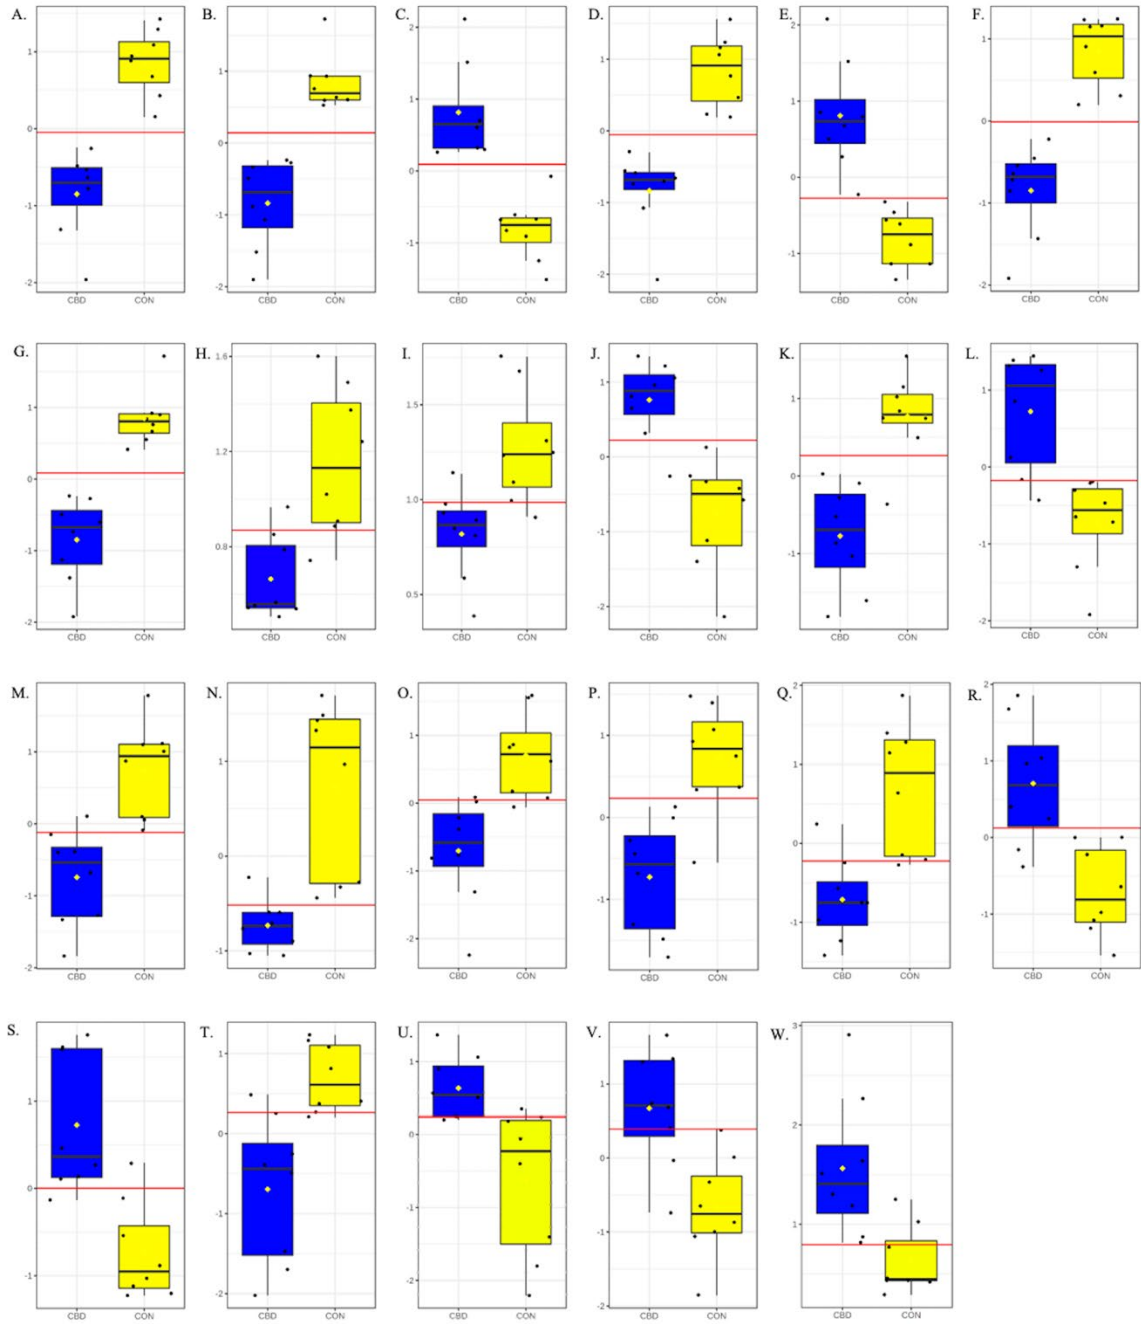 A. B. C. D. E. F.
1 0 -1 -2
1 0 -1 -2
2 1 0 -1
1 0 -1 -2
2 1 0 -1
1 0 -1 -2
CBD CON CBD CON CBD CON CBD CON CBD CON CBD CON
G. H. I. J. K. L.
1 0 -1 -2
1.6 1.2 0.8
1.5 1.0 0.5
1 0 -1 -2
1 0 -1
1 0 -1 -2
CBD CON CBD CON CBD CON CBD CON CBD CON CBD CON
M. N. O. P. Q. R.
1 0 -1 -2
1 0 -1
1 0 -1 -2
1 0 -1
2 1 0 -1
2 1 0 -1
CBD CON CBD CON CBD CON CBD CON CBD CON CBD CON
S. T. U. V. W.
1 0 -1
1 0 -1 -2
1 0 -1 -2
1 0 -1 -2
3 2 1
CBD CON CBD CON CBD CON CBD CON CBD CON